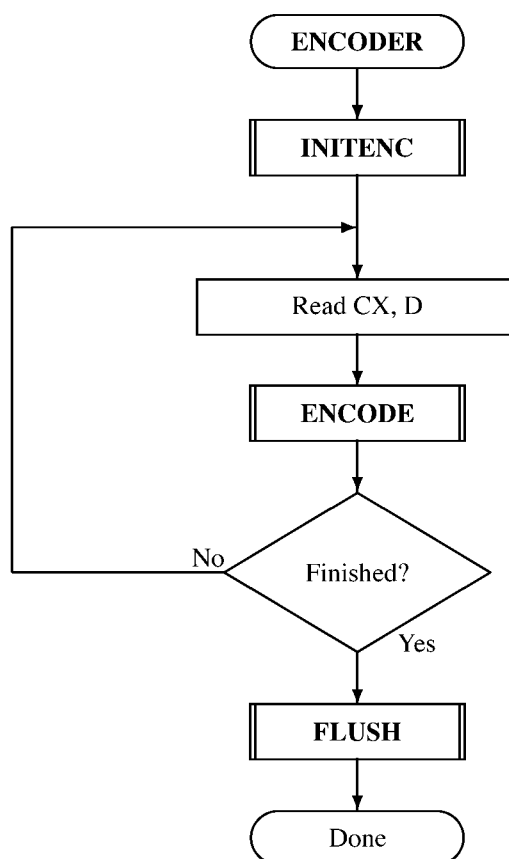 ENCODER
INITENC
Read CX, D
ENCODE
No
Finished?
Yes
FLUSH
Done